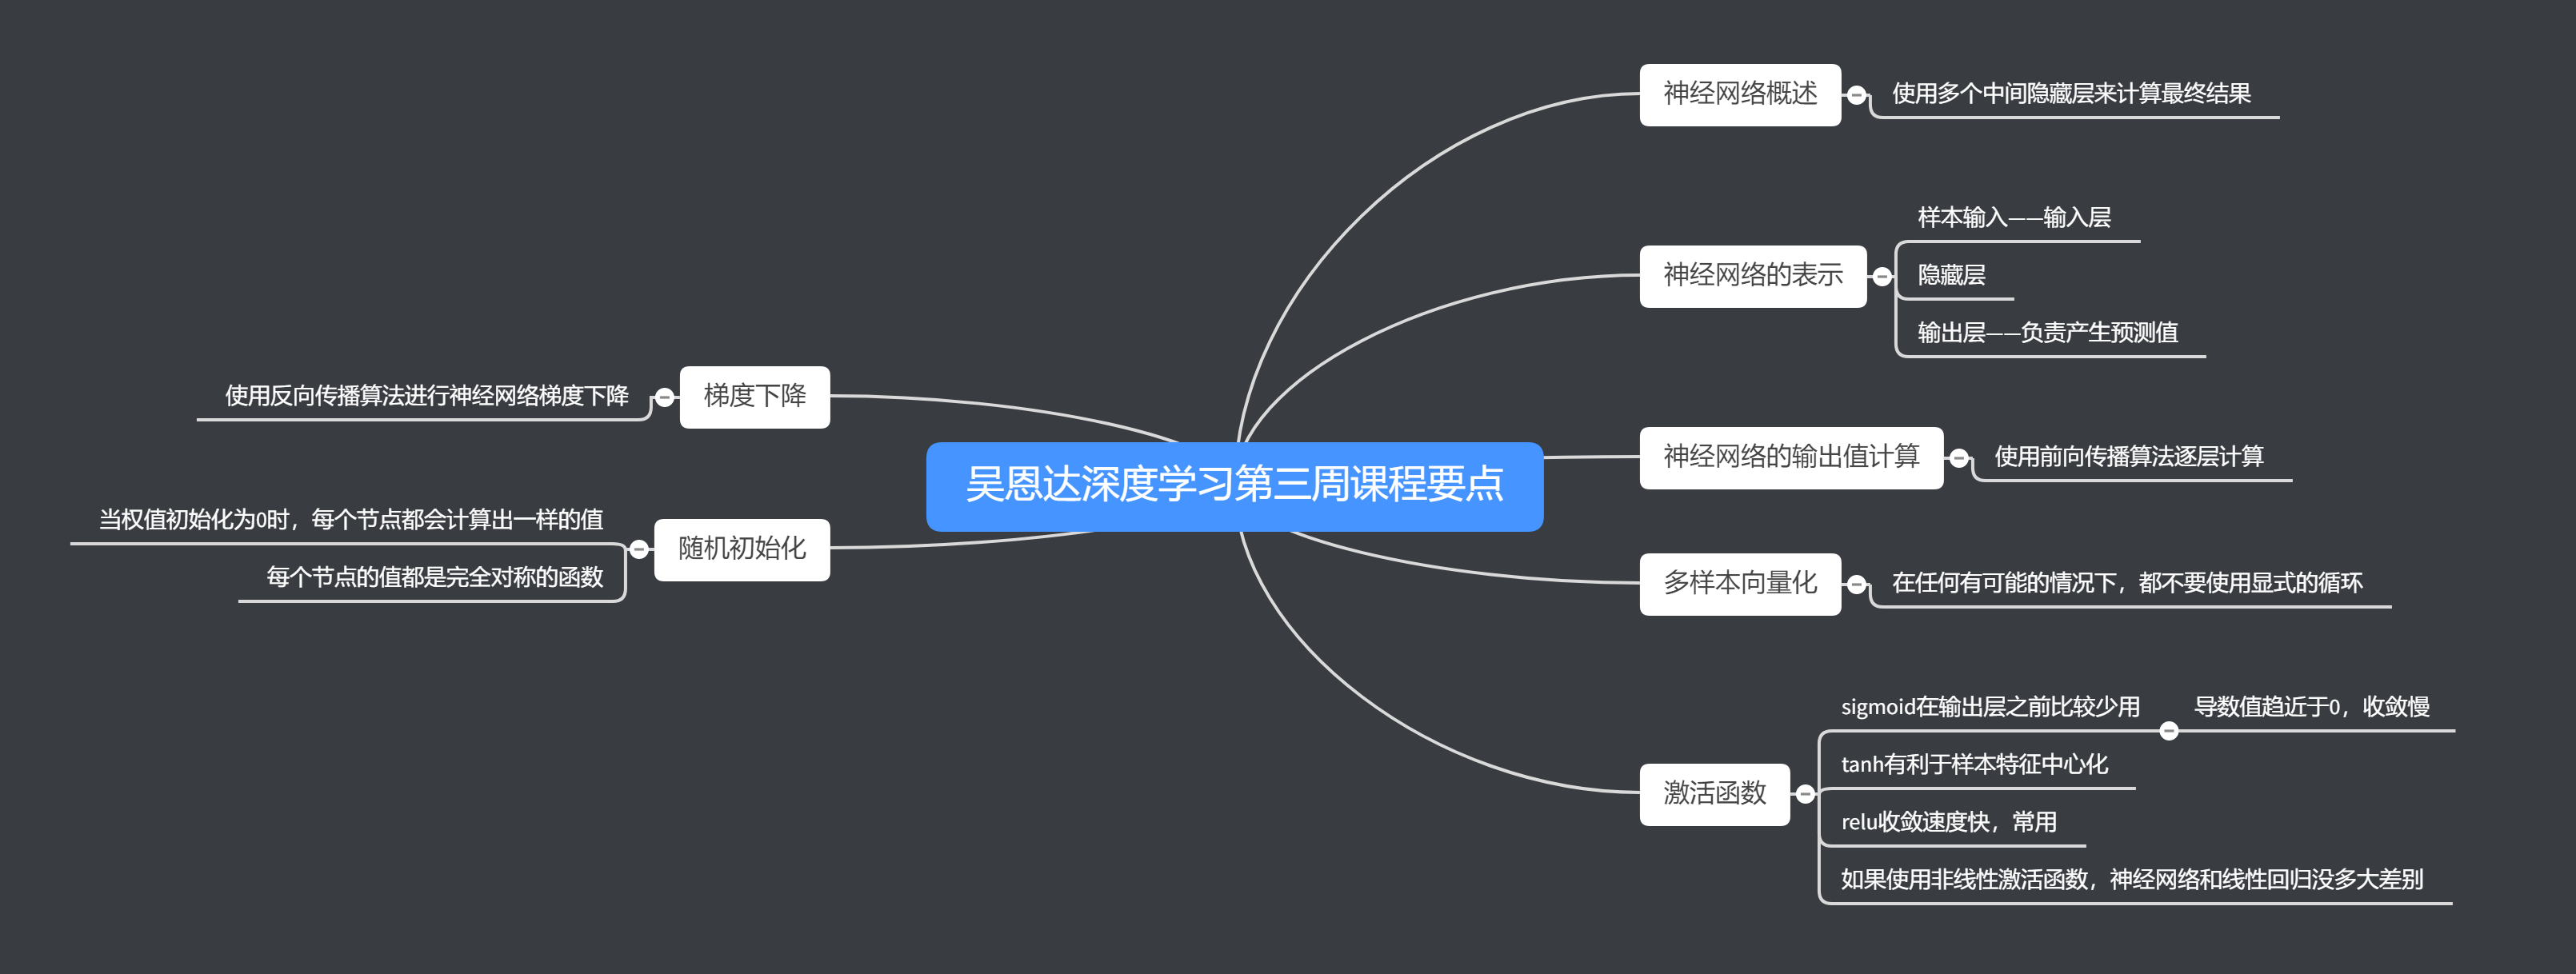 吴恩达深度学习第三周课程要点
神经网络概述
使用多个中间隐藏层来计算最终结果
神经网络的表示
样本输入——输入层
隐藏层
输出层——负责产生预测值
神经网络的输出值计算
使用前向传播算法逐层计算
多样本向量化
在任何有可能的情况下，都不要使用显式的循环
激活函数
sigmoid在输出层之前比较少用
导数值趋近于0，收敛慢
tanh有利于样本特征中心化
relu收敛速度快，常用
如果使用非线性激活函数，神经网络和线性回归没多大差别
梯度下降
使用反向传播算法进行神经网络梯度下降
随机初始化
当权值初始化为0时，每个节点都会计算出一样的值
每个节点的值都是完全对称的函数